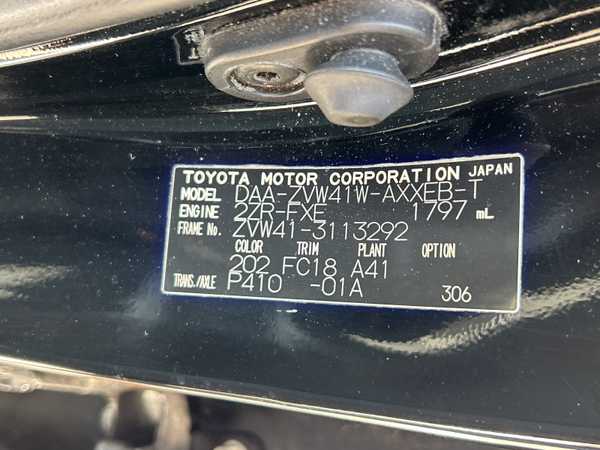 TOYOTA MOTOR CORPORATION JAPAN
MODEL DAA-ZVW41W-AXXEB-T
ENGINE 2ZR-FXE 1797 mL
FRAME No. ZVW41-3113292
COLOR TRIM PLANT OPTION
202 FC18 A41
TRANS./AXLE P410 -01A 306